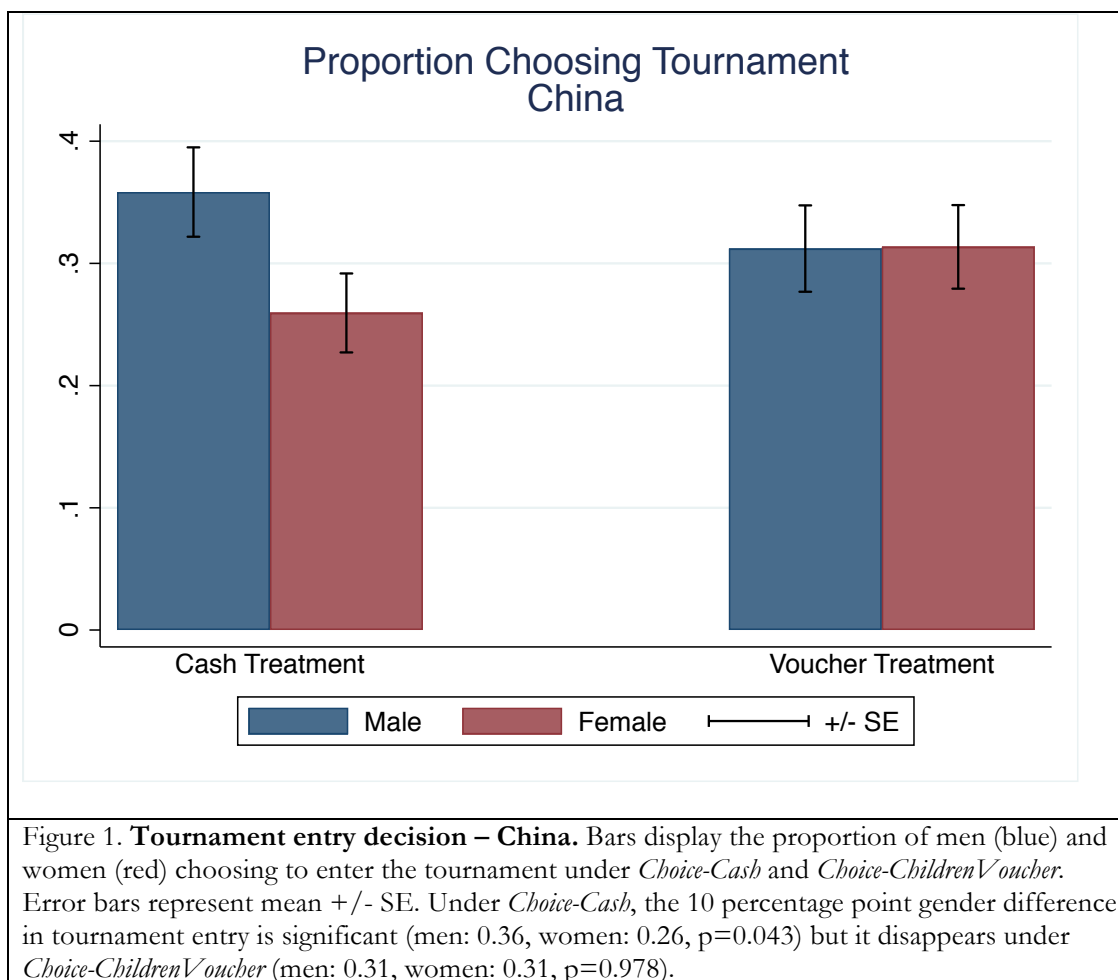 Proportion Choosing Tournament
China
.4
.3
.2
.1
0
Cash Treatment
Voucher Treatment
Male
Female
+/- SE
Figure 1. Tournament entry decision – China. Bars display the proportion of men (blue) and
women (red) choosing to enter the tournament under Choice-Cash and Choice-ChildrenVoucher.
Error bars represent mean +/- SE. Under Choice-Cash, the 10 percentage point gender difference
in tournament entry is significant (men: 0.36, women: 0.26, p=0.043) but it disappears under
Choice-ChildrenVoucher (men: 0.31, women: 0.31, p=0.978).